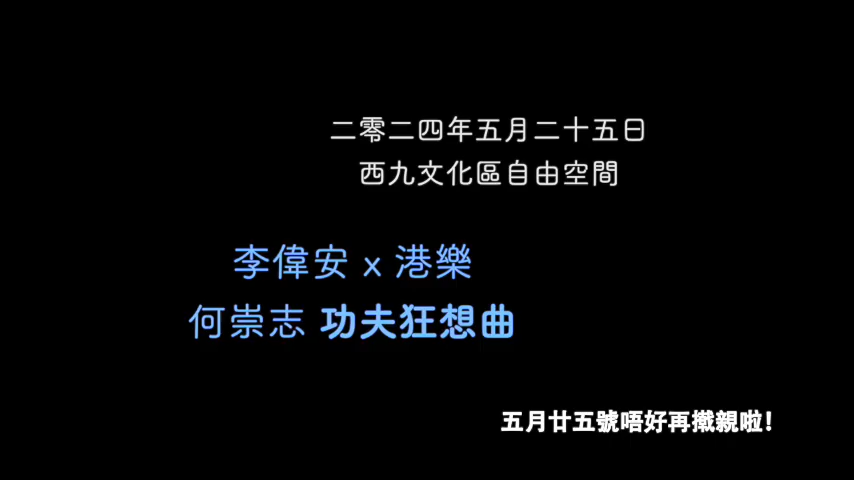 二零二四年五月二十五日
西九文化區自由空間
李偉安 x 港樂
何崇志 功夫狂想曲
五月廿五號唔好再撳親啦!